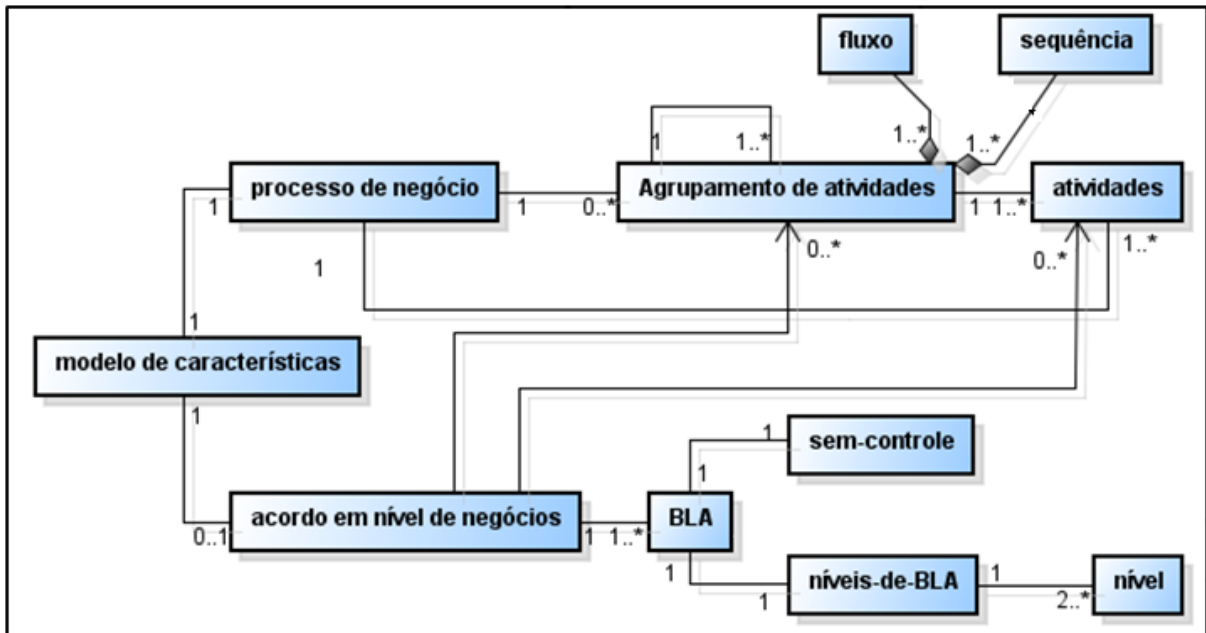 fluxo
sequência
1..*
1..*
1
1..*
processo de negócio
Agrupamento de atividades
atividades
1
1
0..*
1
1..*
0..*
0..*
1..*
1
1
modelo de características
1
sem-controle
1
1
acordo em nível de negócios
BLA
0..1
1
1..*
1
1
níveis-de-BLA
1
2..*
nível